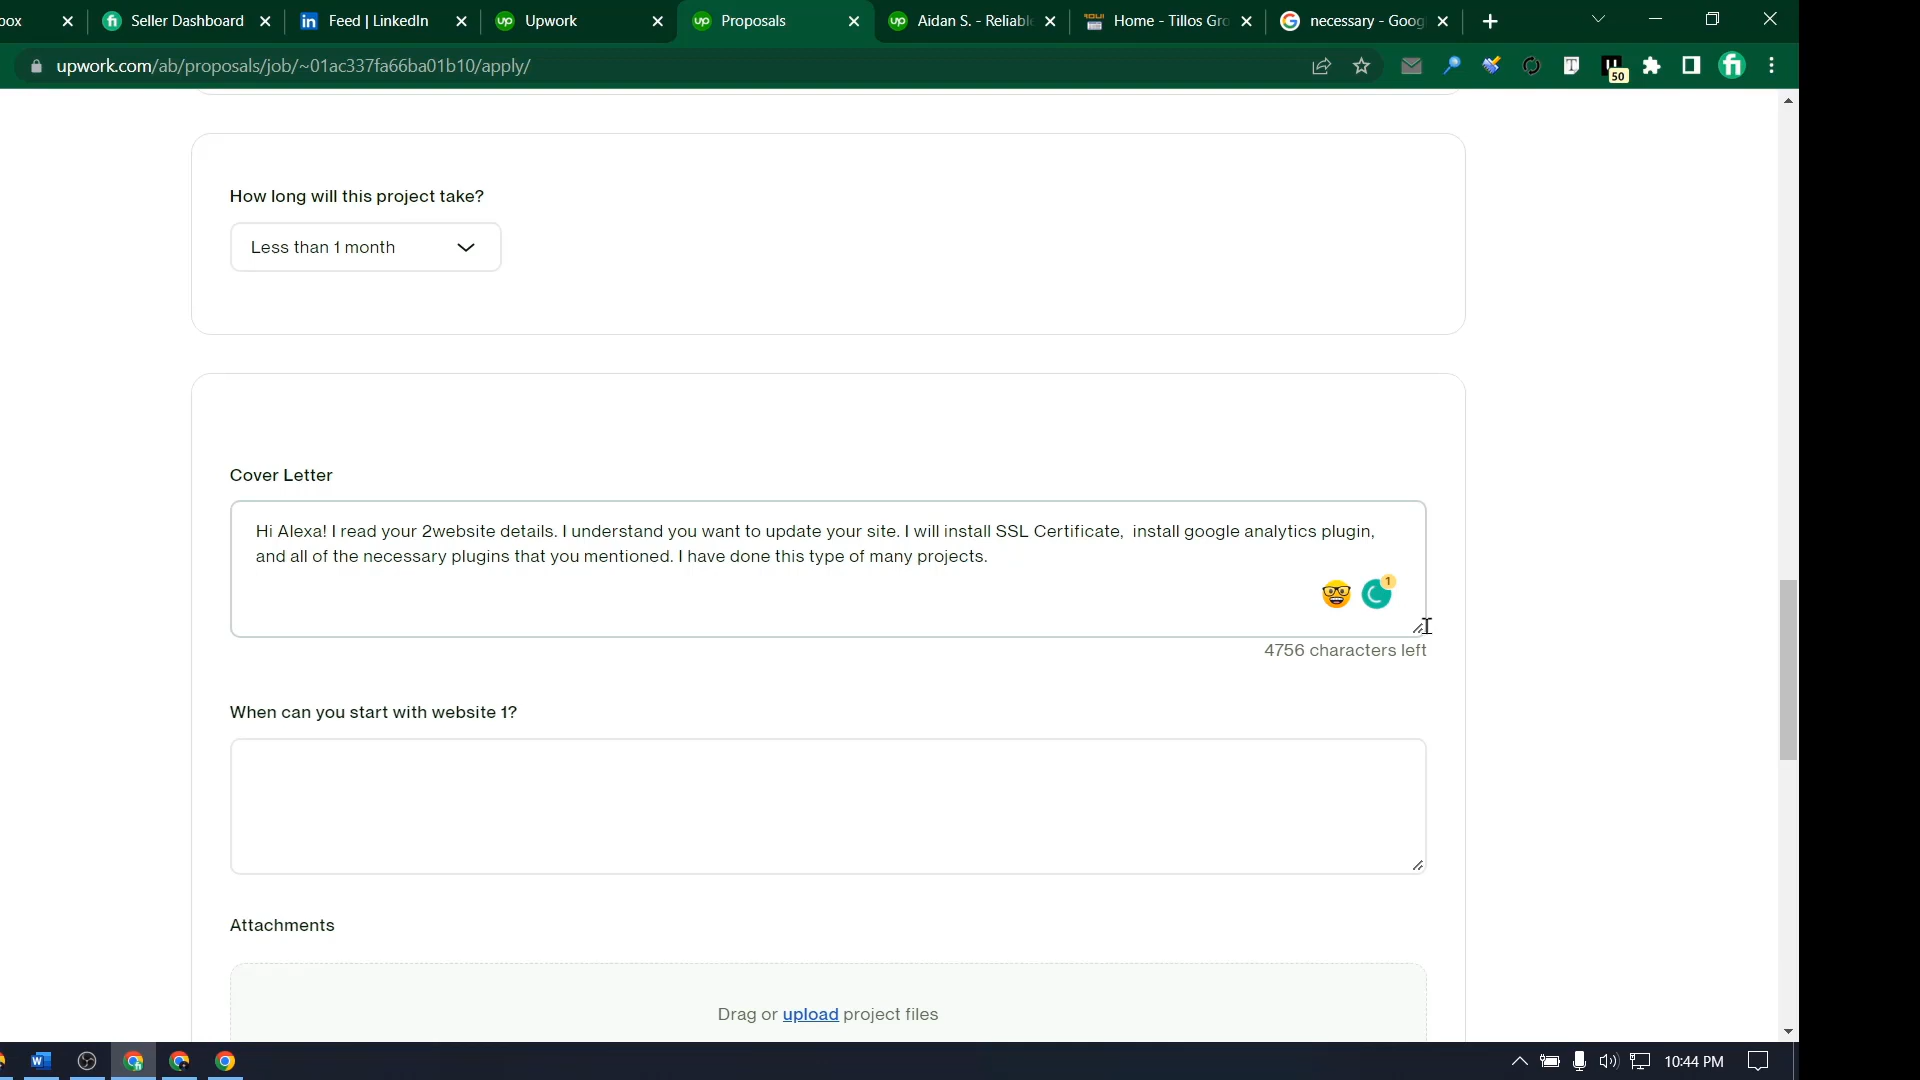 box
Seller Dashboard
Feed | LinkedIn
Upwork
Proposals
Aidan S. - Reliable
Home - Tillos Gro
necessary - Goog
upwork.com/ab/proposals/job/~01ac337fa66ba01b10/apply/
50
How long will this project take?
Less than 1 month
Cover Letter
Hi Alexa! I read your 2website details. I understand you want to update your site. I will install SSL Certificate,  install google analytics plugin,
and all of the necessary plugins that you mentioned. I have done this type of many projects.
1
4756 characters left
When can you start with website 1?
Attachments
Drag or upload project files
10:44 PM